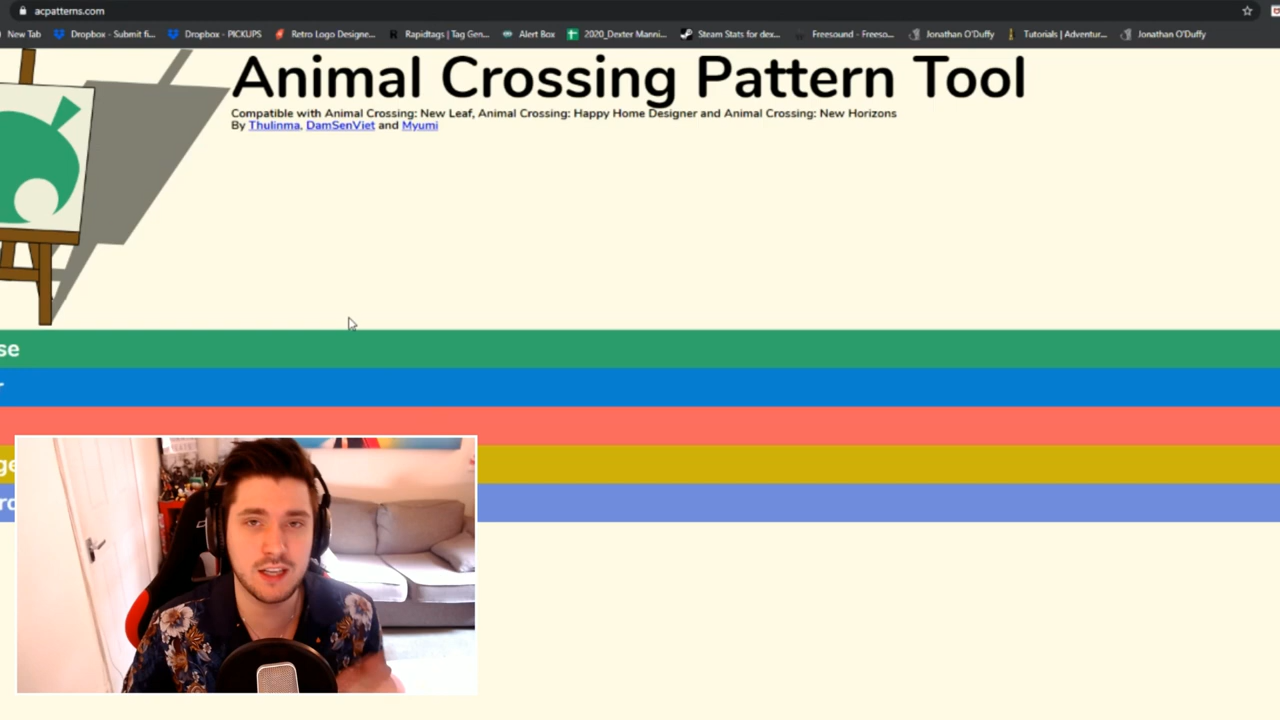 acpatterns.com
New Tab Dropbox - Submit fi... Dropbox - PICKUPS Retro Logo Designe... Rapidtags | Tag Gen... Alert Box 2020_Dexter Manni... Steam Stats for dex... Freesound - Freeso... Jonathan O'Duffy Tutorials | Adventur... Jonathan O'Duffy
Animal Crossing Pattern Tool
Compatible with Animal Crossing: New Leaf, Animal Crossing: Happy Home Designer and Animal Crossing: New Horizons
By Thulinma, DamSenViet and Myumi
se
r
ge